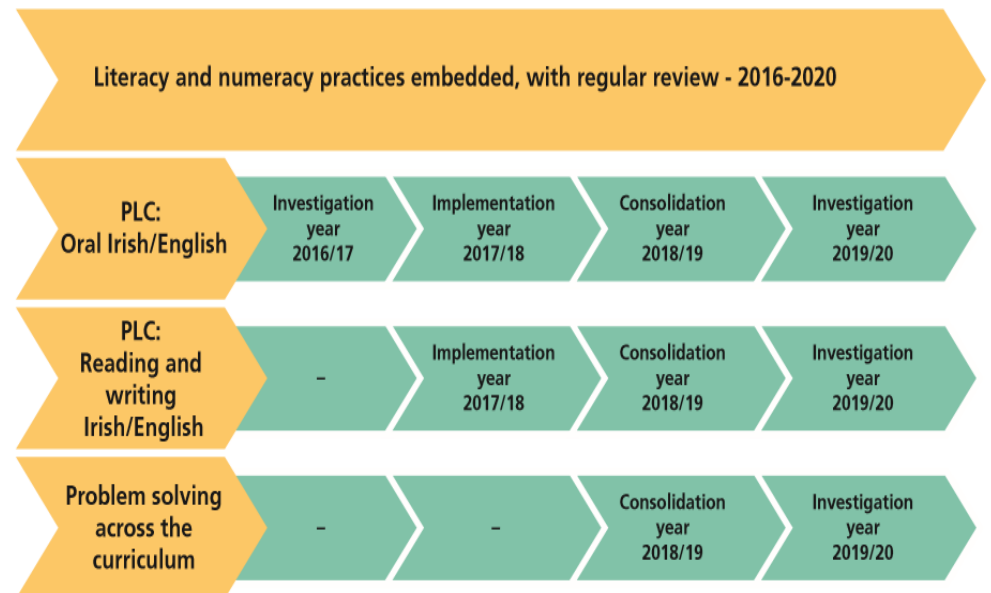 Literacy and numeracy practices embedded, with regular review - 2016-2020
PLC:
Oral Irish/English
Investigation
year
2016/17
Implementation
year
2017/18
Consolidation
year
2018/19
Investigation
year
2019/20
PLC:
Reading and
writing
Irish/English
–
Implementation
year
2017/18
Consolidation
year
2018/19
Investigation
year
2019/20
Problem solving
across the
curriculum
–
–
Consolidation
year
2018/19
Investigation
year
2019/20